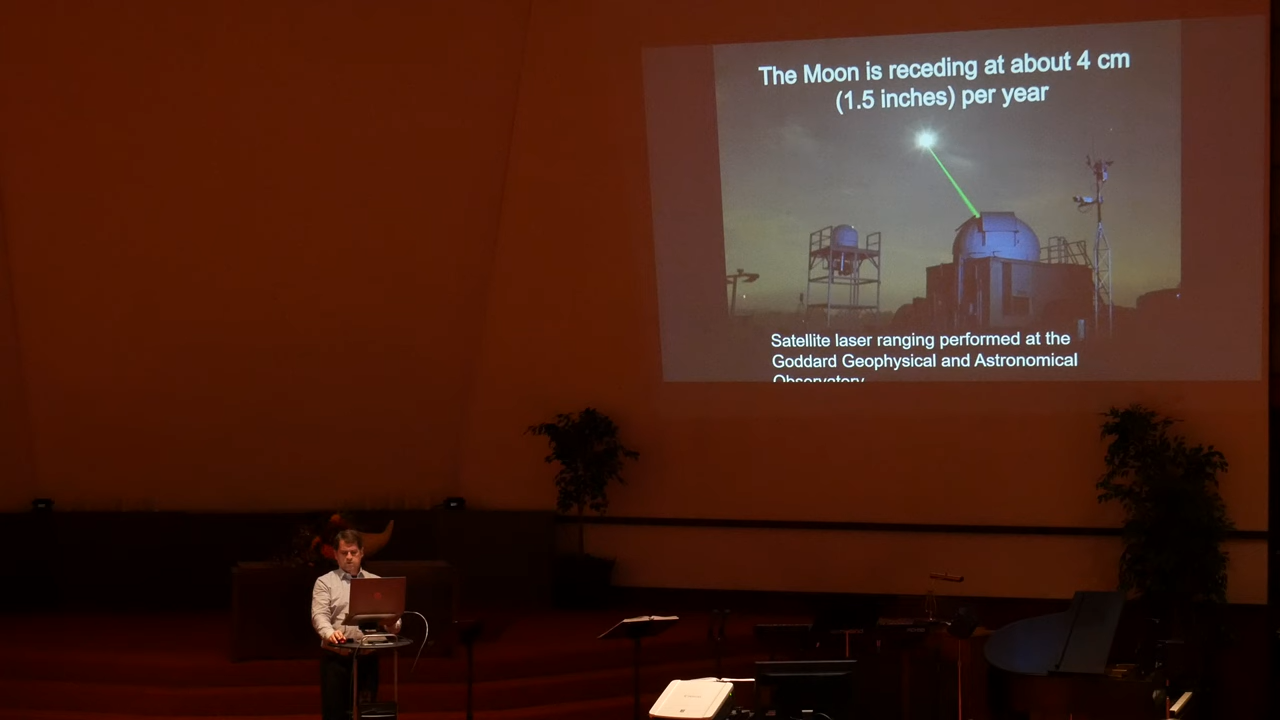 The Moon is receding at about 4 cm
(1.5 inches) per year
Satellite laser ranging performed at the
Goddard Geophysical and Astronomical
Observatory